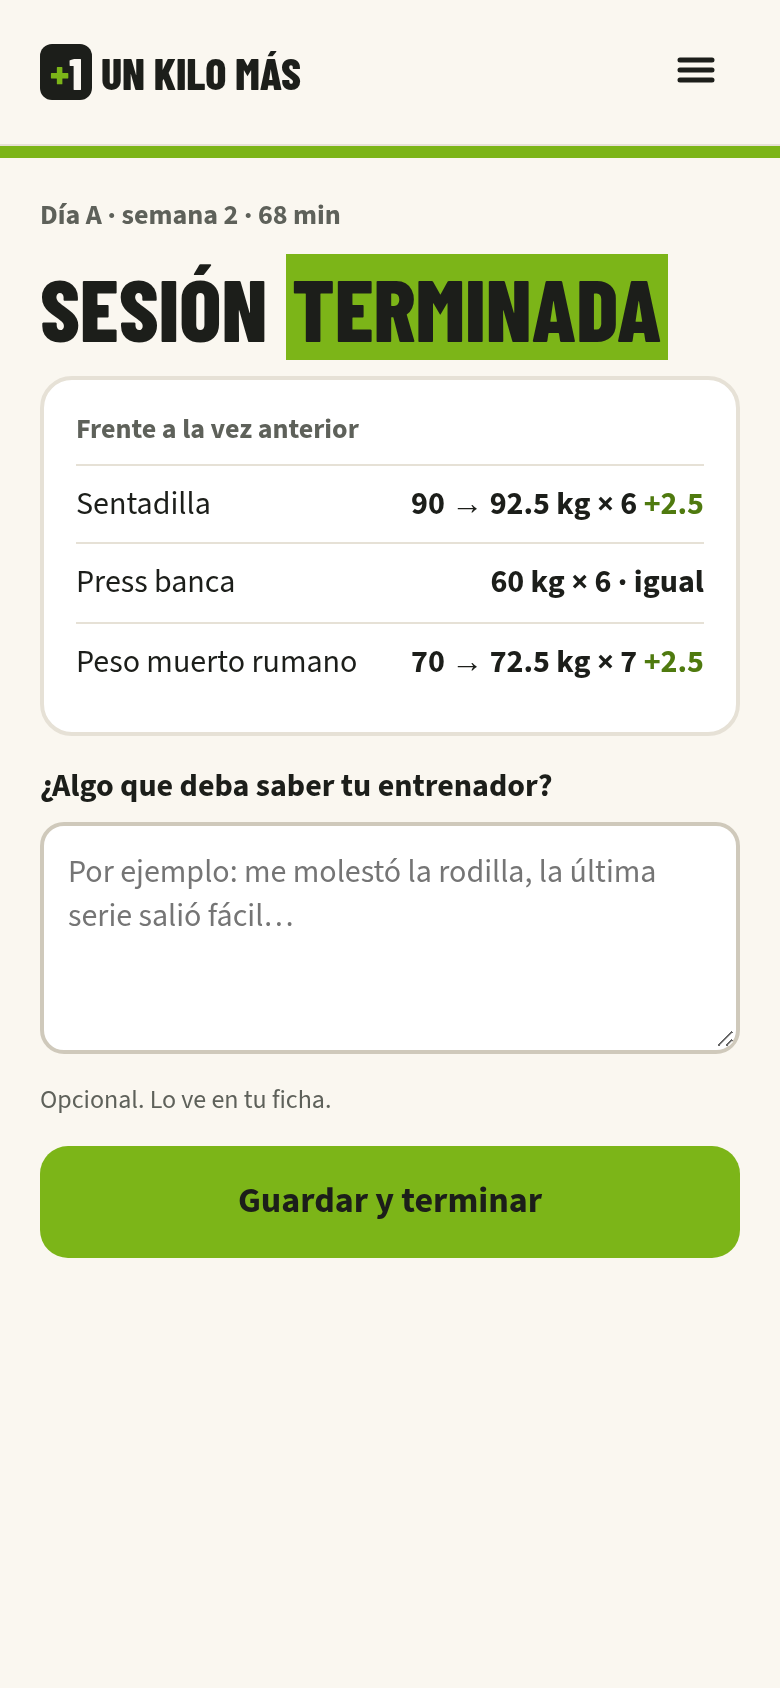 +1 UN KILO MÁS
Día A · semana 2 · 68 min
SESIÓN TERMINADA
Frente a la vez anterior
Sentadilla 90 → 92.5 kg × 6 +2.5
Press banca 60 kg × 6 · igual
Peso muerto rumano 70 → 72.5 kg × 7 +2.5
¿Algo que deba saber tu entrenador?
Por ejemplo: me molestó la rodilla, la última
serie salió fácil…
Opcional. Lo ve en tu ficha.
Guardar y terminar